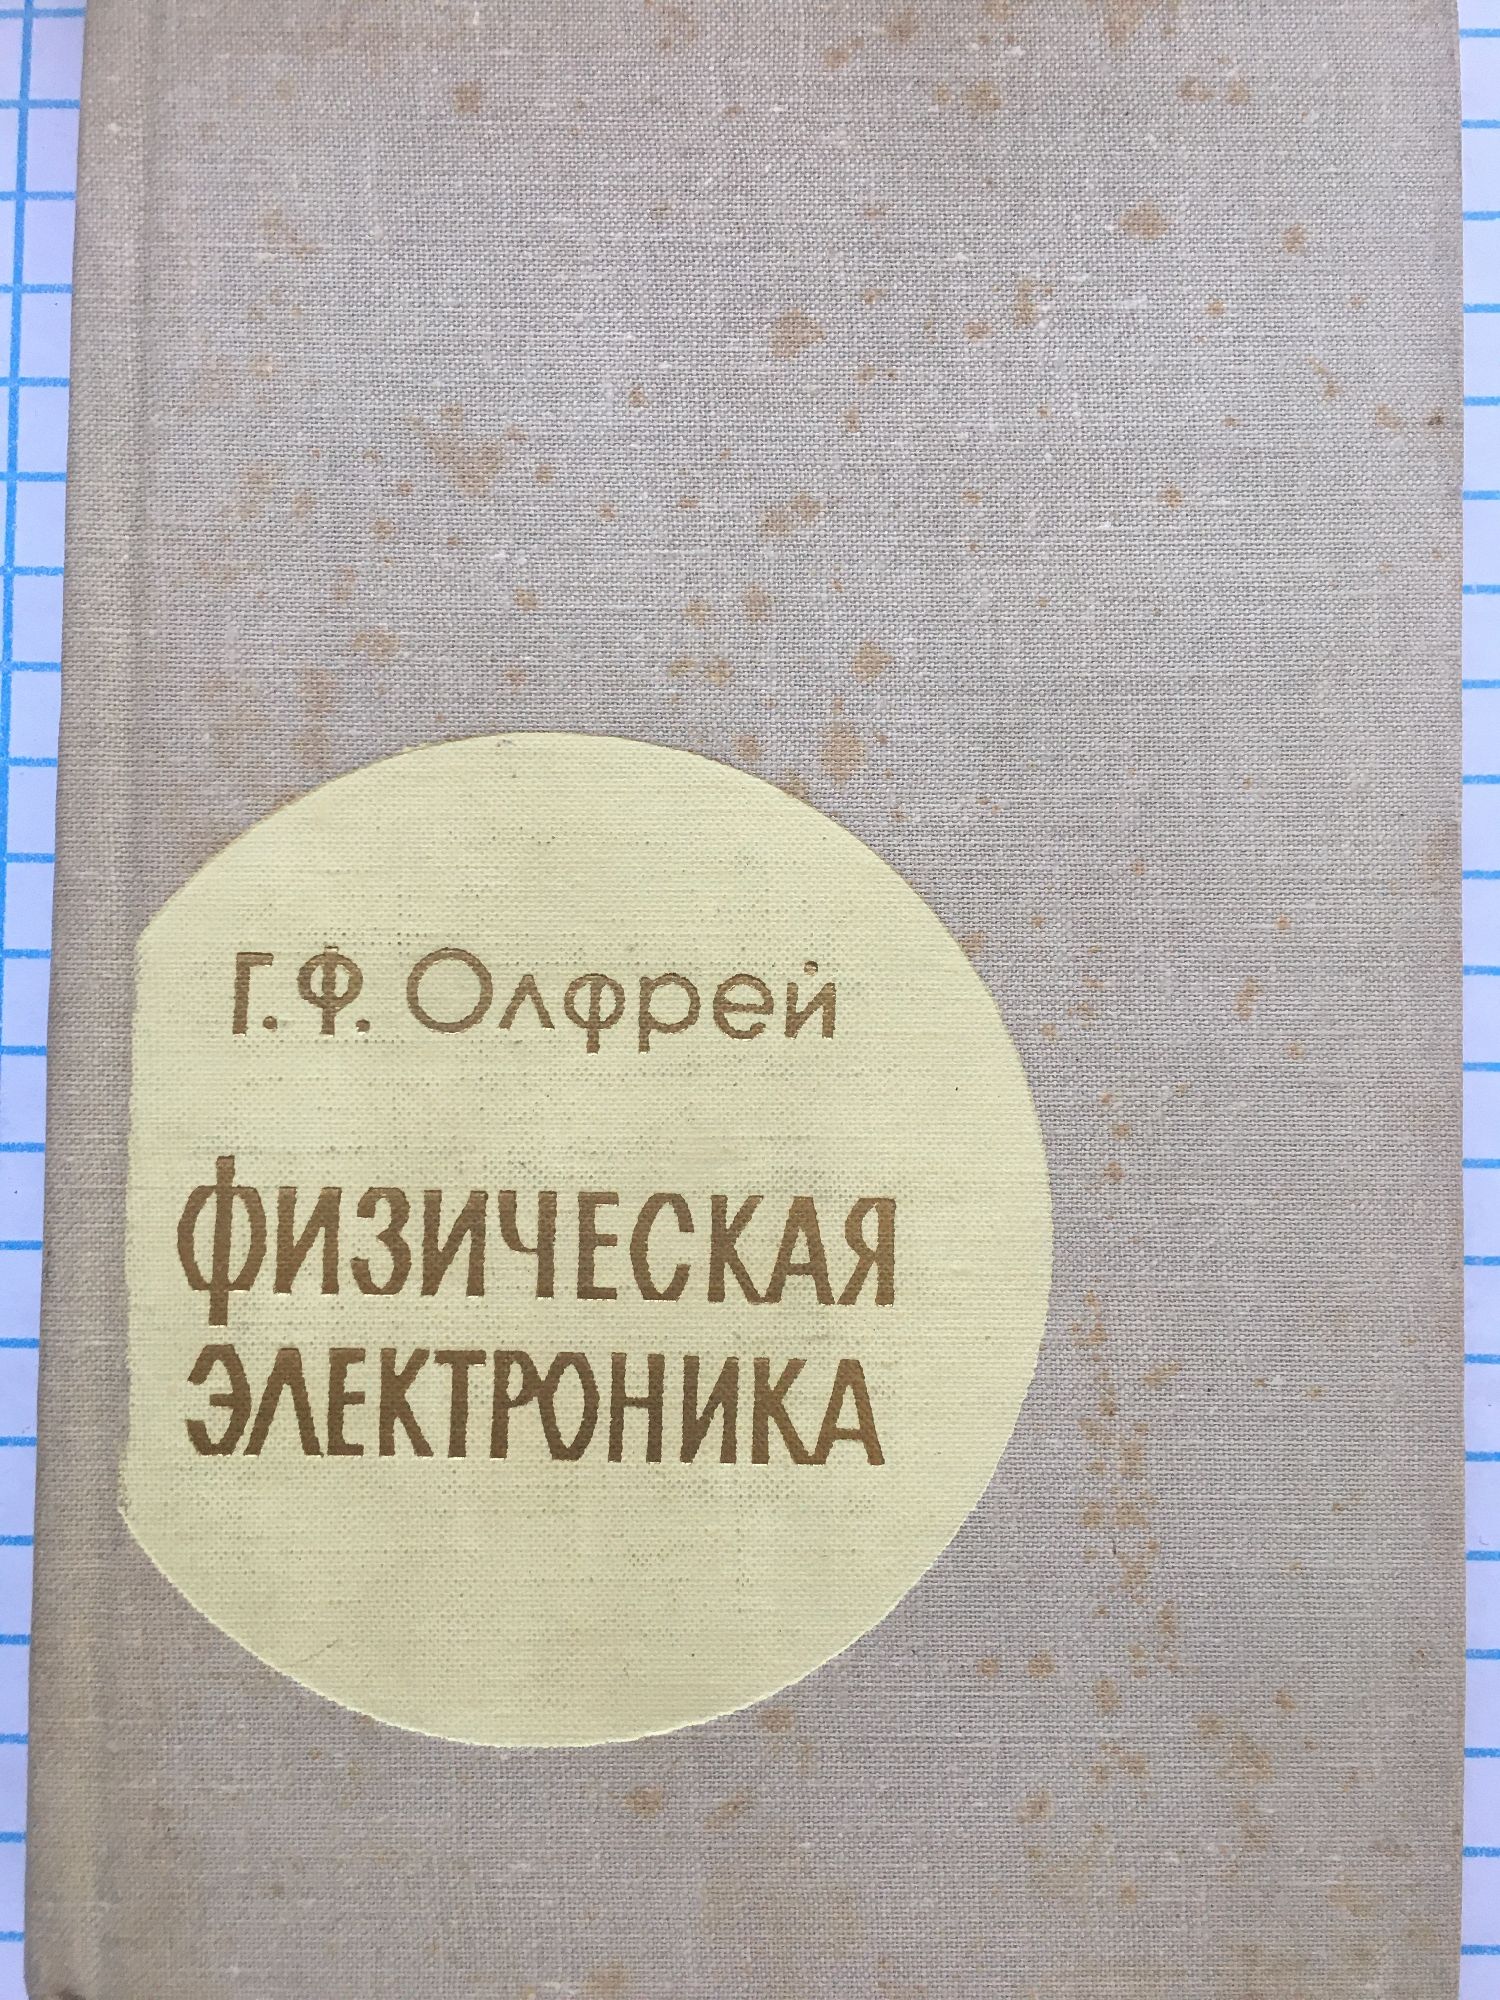 Г. Ф. Олфрей
ФИЗИЧЕСКАЯ
ЭЛЕКТРОНИКА